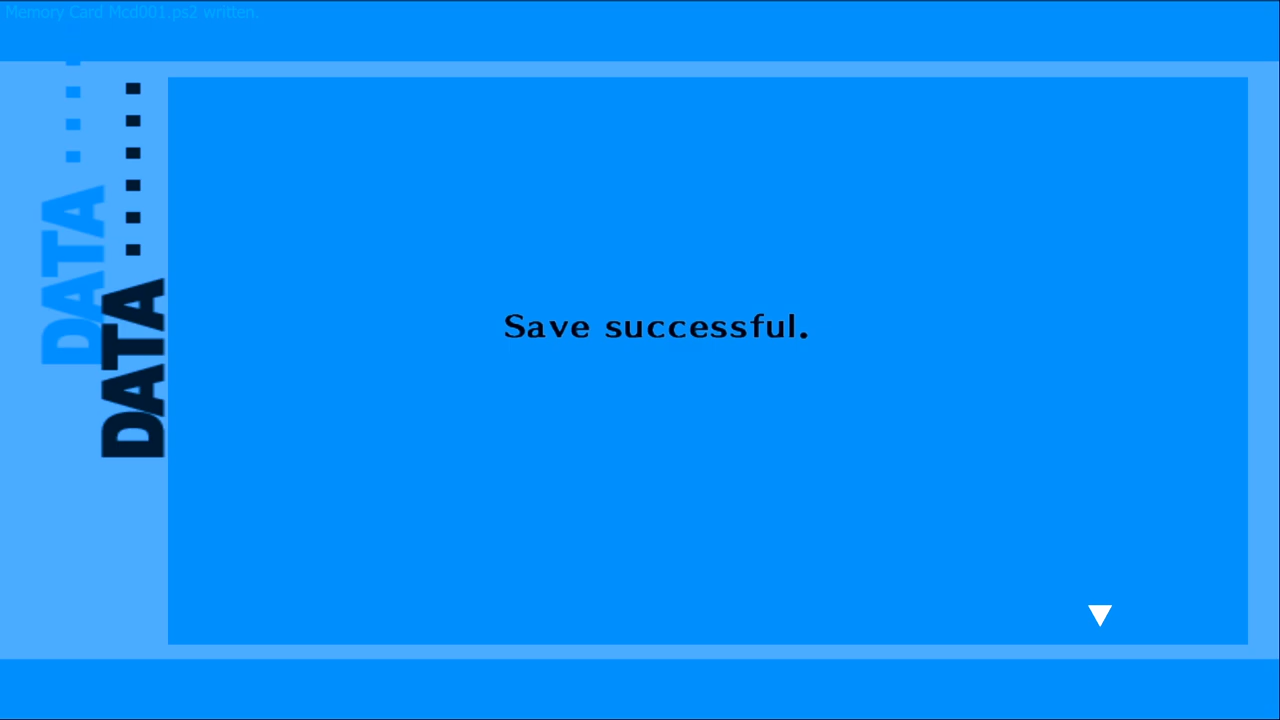 Memory Card Mcd001.ps2 written.
DATA ......
DATA ....
Save successful.